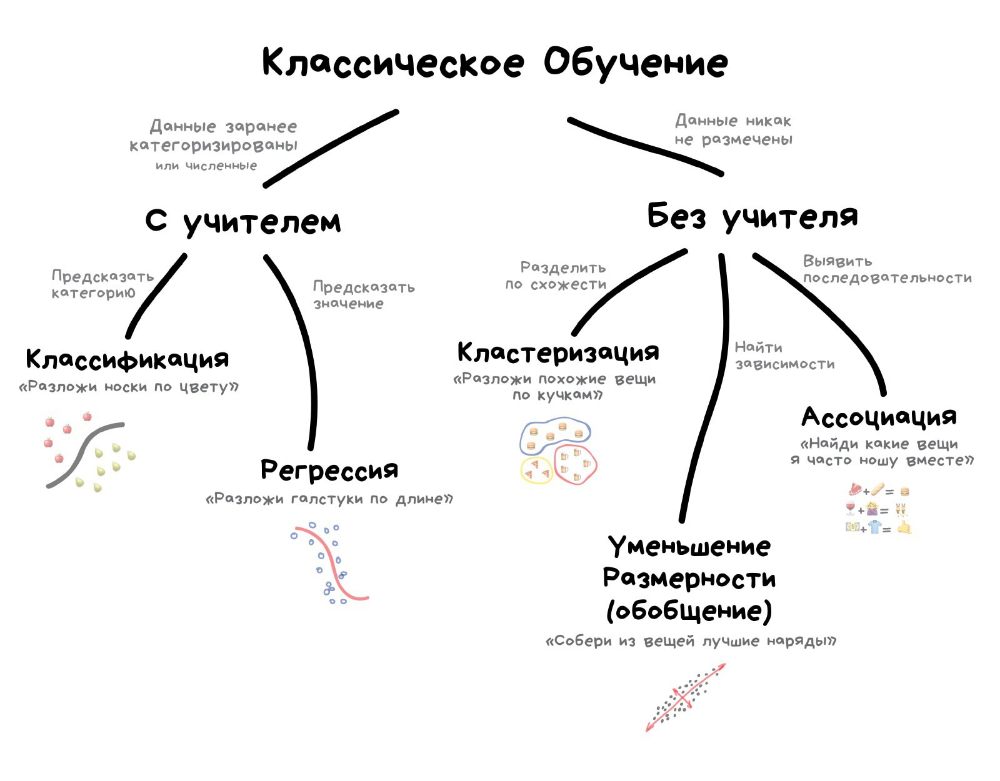 Классическое Обучение
Данные заранее
категоризированы
или численные
Данные никак
не размечены
С учителем
Без учителя
Предсказать
категорию
Предсказать
значение
Разделить
по схожести
Выявить
последовательности
Найти
зависимости
Классификация
«Разложи носки по цвету»
Регрессия
«Разложи галстуки по длине»
Кластеризация
«Разложи похожие вещи
по кучкам»
Ассоциация
«Найди какие вещи
я часто ношу вместе»
Уменьшение
Размерности
(обобщение)
«Собери из вещей лучшие наряды»